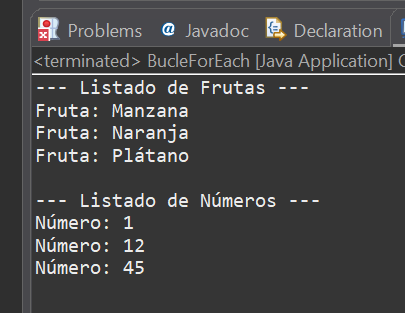 Problems @ Javadoc Declaration
<terminated> BucleForEach [Java Application]
--- Listado de Frutas ---
Fruta: Manzana
Fruta: Naranja
Fruta: Plátano
--- Listado de Números ---
Número: 1
Número: 12
Número: 45